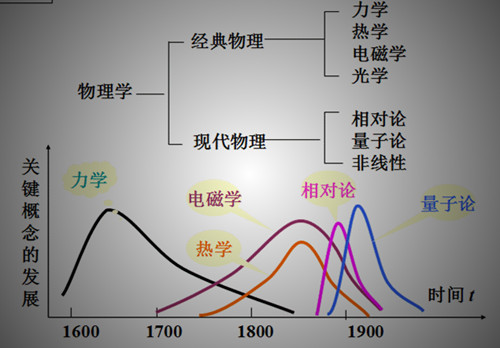 力学
热学
经典物理
电磁学
光学
物理学
相对论
现代物理
量子论
非线性
关键概念的发展
力学
电磁学
相对论
量子论
热学
时间 t
1600
1700
1800
1900